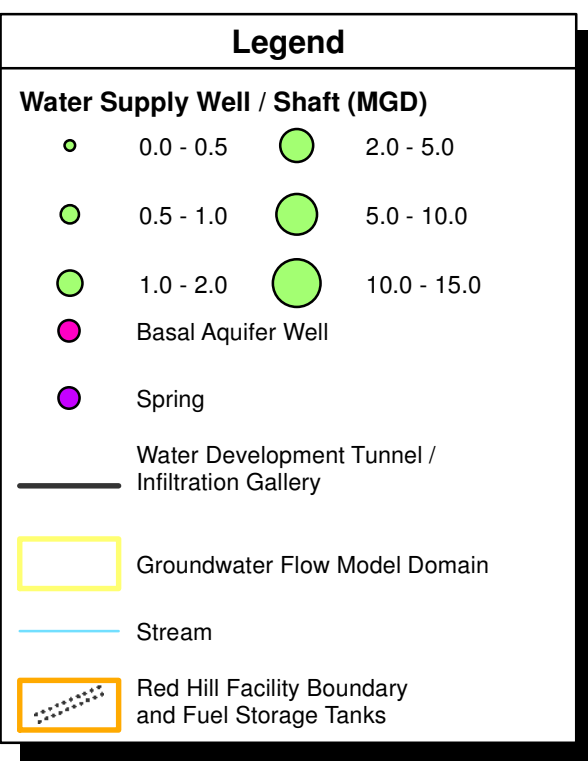 Legend
Water Supply Well / Shaft (MGD)
0.0 - 0.5
2.0 - 5.0
0.5 - 1.0
5.0 - 10.0
1.0 - 2.0
10.0 - 15.0
Basal Aquifer Well
Spring
Water Development Tunnel /
Infiltration Gallery
Groundwater Flow Model Domain
Stream
Red Hill Facility Boundary
and Fuel Storage Tanks